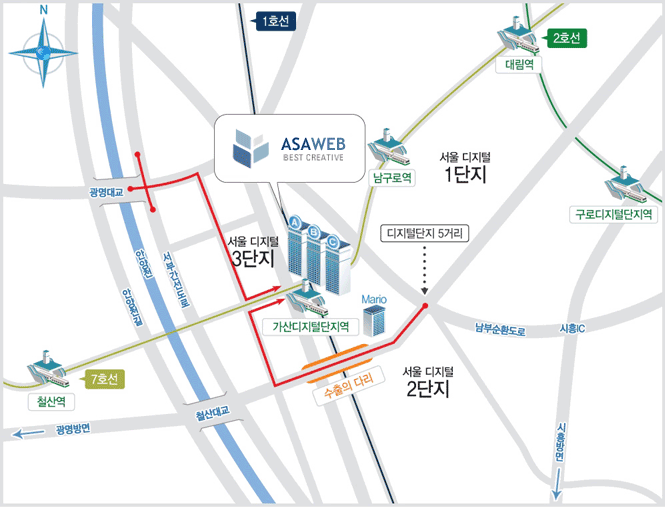 N
1호선
2호선
대림역
ASAWEB
BEST CREATIVE
남구로역
서울 디지털
1단지
광명대교
구로디지털단지역
A
B
C
디지털단지 5거리
서울 디지털
3단지
안양천
서부간선도로
안양천길
Mario
가산디지털단지역
남부순환도로
시흥IC
7호선
철산역
수출의 다리
서울 디지털
2단지
철산대교
광명방면
시흥방면